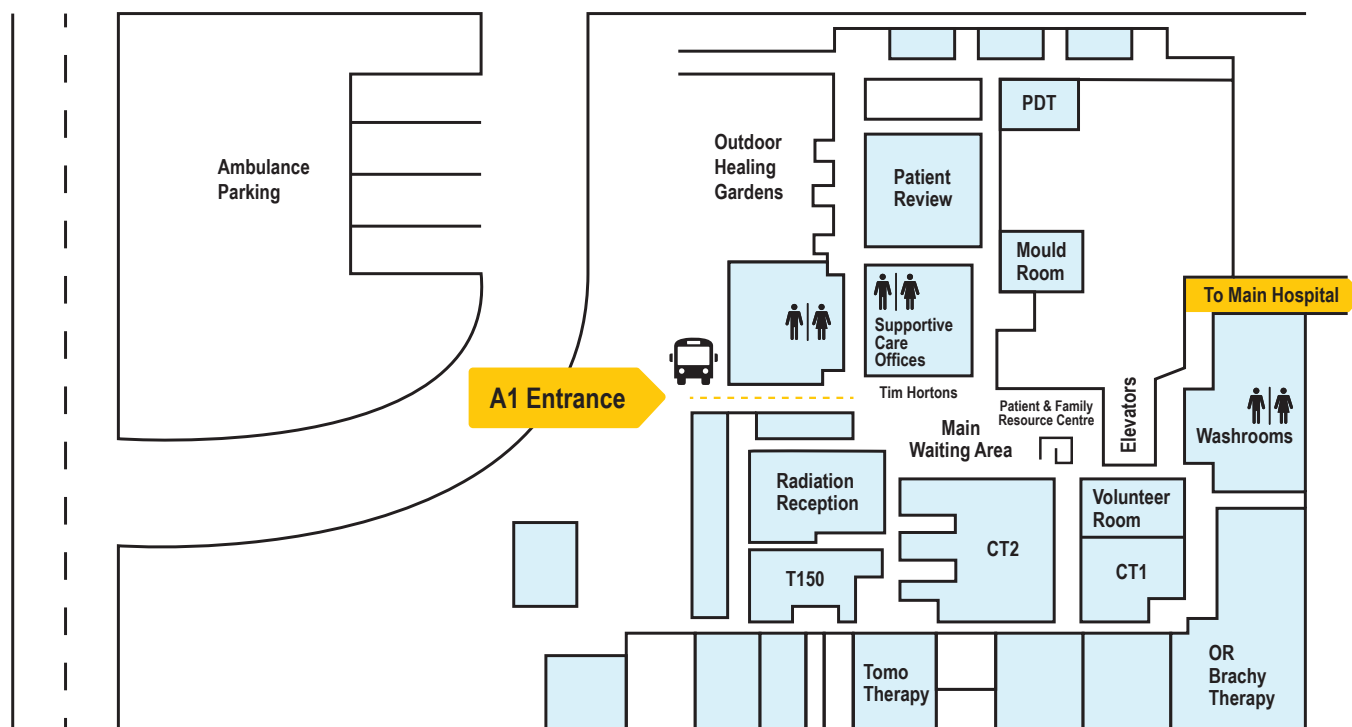 PDT
Outdoor
Healing
Gardens
Ambulance
Parking
Patient
Review
Mould
Room
To Main Hospital
Supportive
Care
Offices
A1 Entrance
Tim Hortons
Patient & Family
Resource Centre
Elevators
Main
Waiting Area
Washrooms
Radiation
Reception
Volunteer
Room
CT2
CT1
T150
OR
Brachy
Therapy
Tomo
Therapy